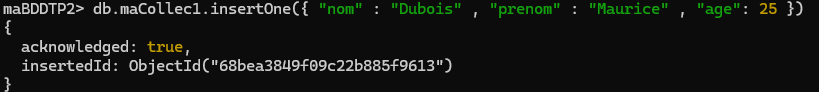 maBDDTP2> db.maCollec1.insertOne({ "nom" : "Dubois" , "prenom" : "Maurice" , "age": 25 })
{
  acknowledged: true,
  insertedId: ObjectId("68bea3849f09c22b885f9613")
}